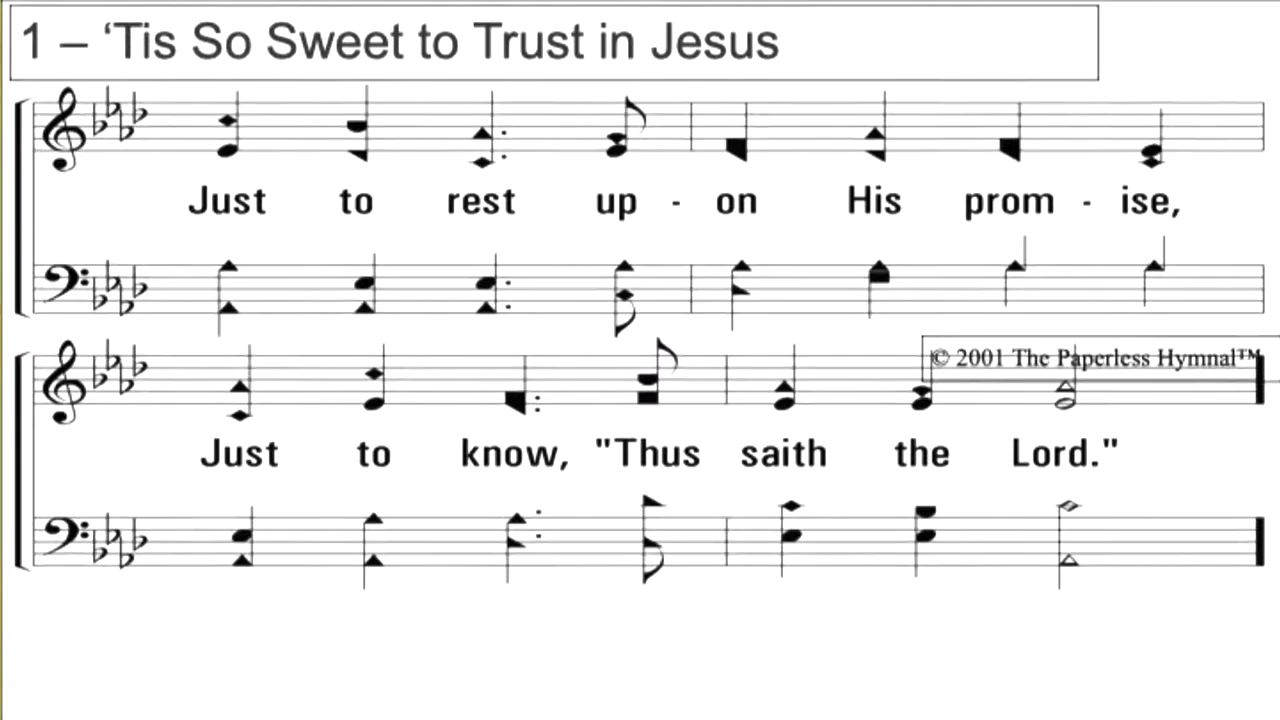 1 – ‘Tis So Sweet to Trust in Jesus
Just to rest up - on His prom - ise,
© 2001 The Paperless Hymnal™
Just to know, "Thus saith the Lord."